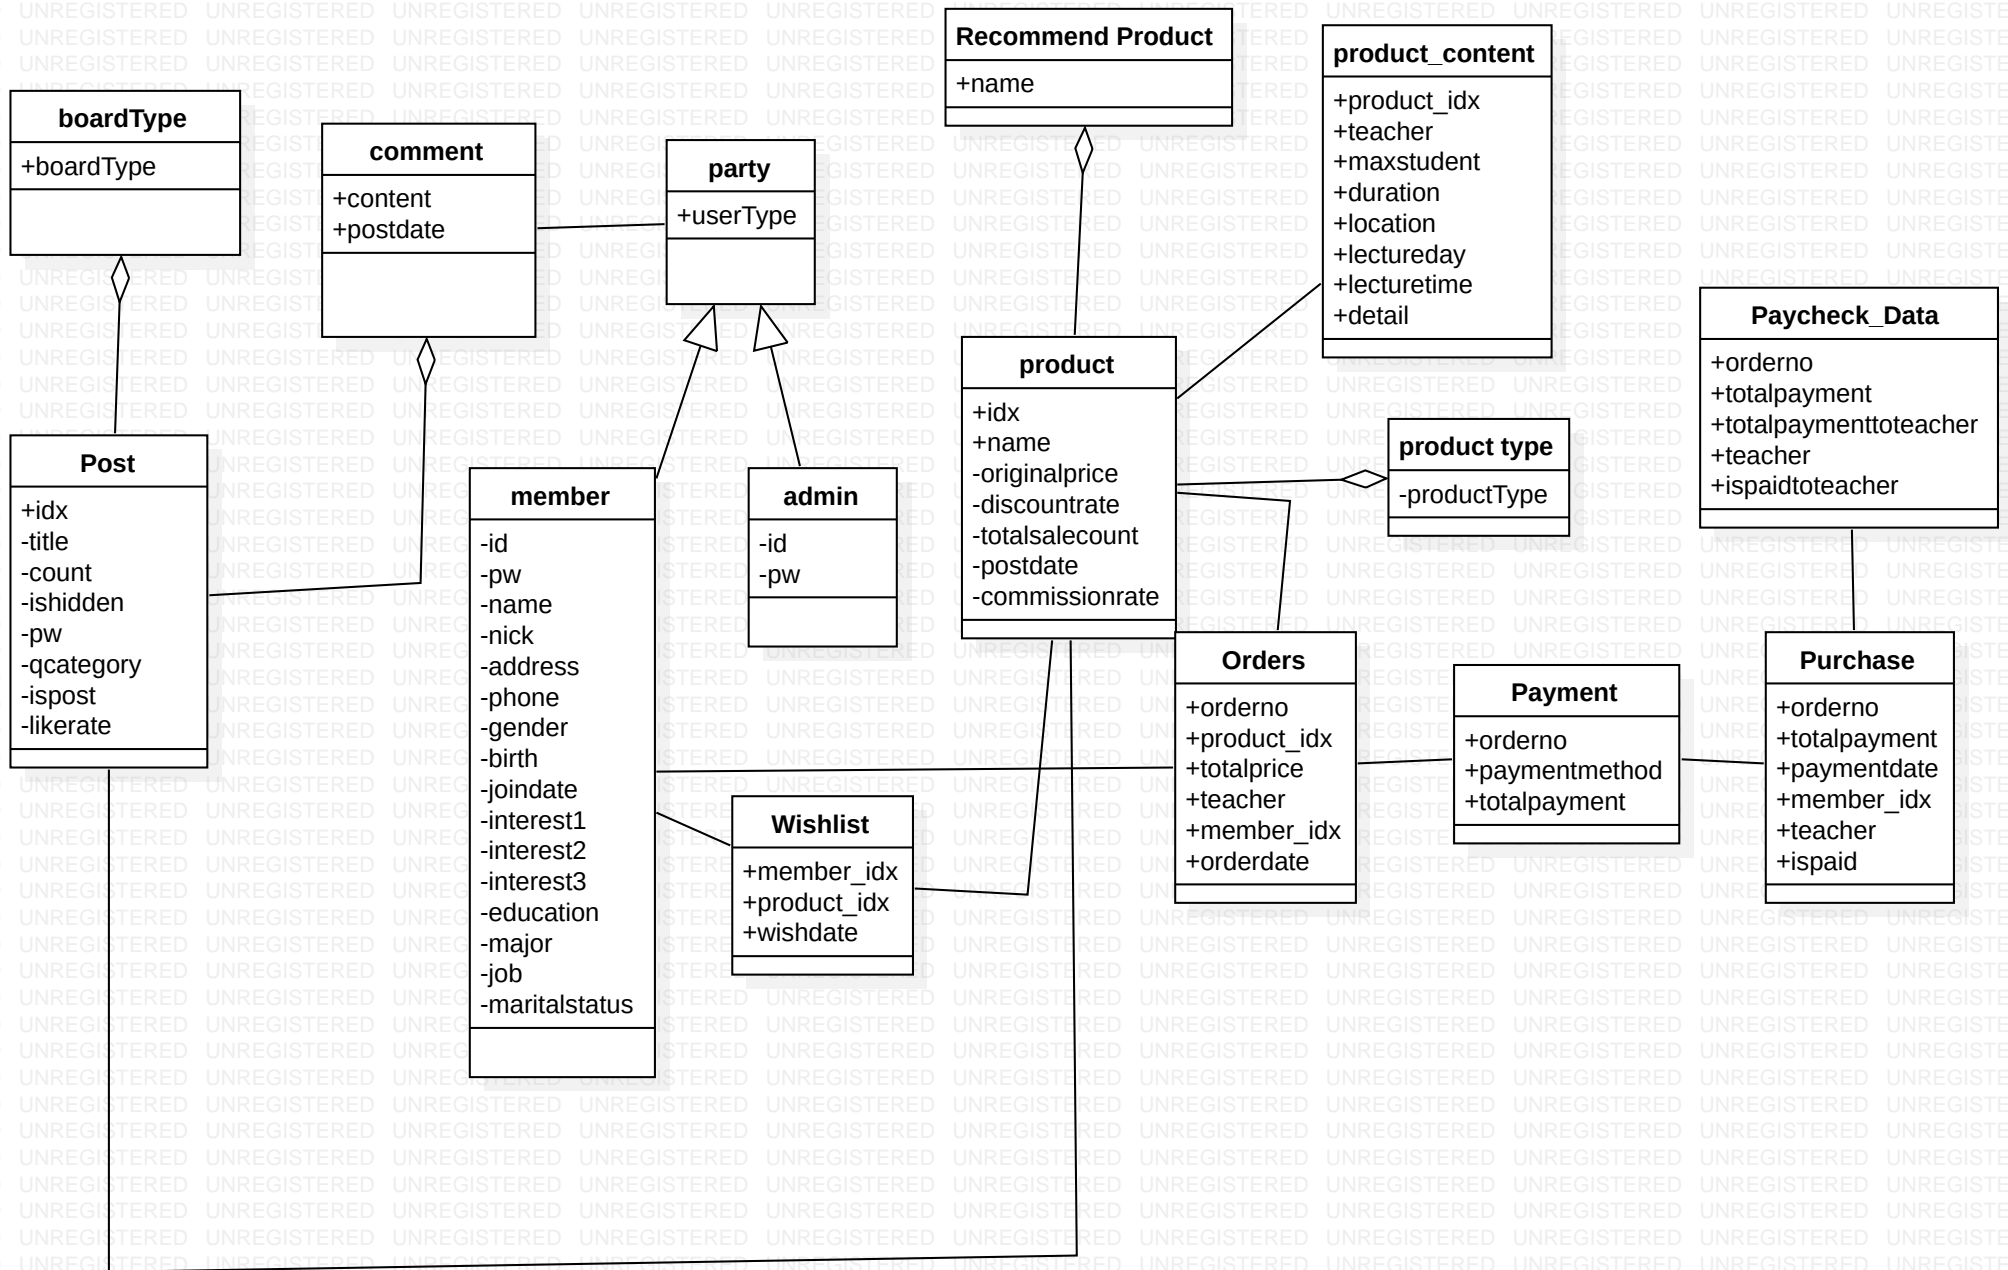 Recommend Product
+name
product_content
+product_idx
+teacher
+maxstudent
+duration
+location
+lectureday
+lecturetime
+detail
boardType
+boardType
comment
+content
+postdate
party
+userType
Paycheck_Data
+orderno
+totalpayment
+totalpaymenttoteacher
+teacher
+ispaidtoteacher
product
+idx
+name
-originalprice
-discountrate
-totalsalecount
-postdate
-commissionrate
product type
-productType
Post
+idx
-title
-count
-ishidden
-pw
-qcategory
-ispost
-likerate
member
-id
-pw
-name
-nick
-address
-phone
-gender
-birth
-joindate
-interest1
-interest2
-interest3
-education
-major
-job
-maritalstatus
admin
-id
-pw
Orders
+orderno
+product_idx
+totalprice
+teacher
+member_idx
+orderdate
Payment
+orderno
+paymentmethod
+totalpayment
Purchase
+orderno
+totalpayment
+paymentdate
+member_idx
+teacher
+ispaid
Wishlist
+member_idx
+product_idx
+wishdate
UNREGISTERED